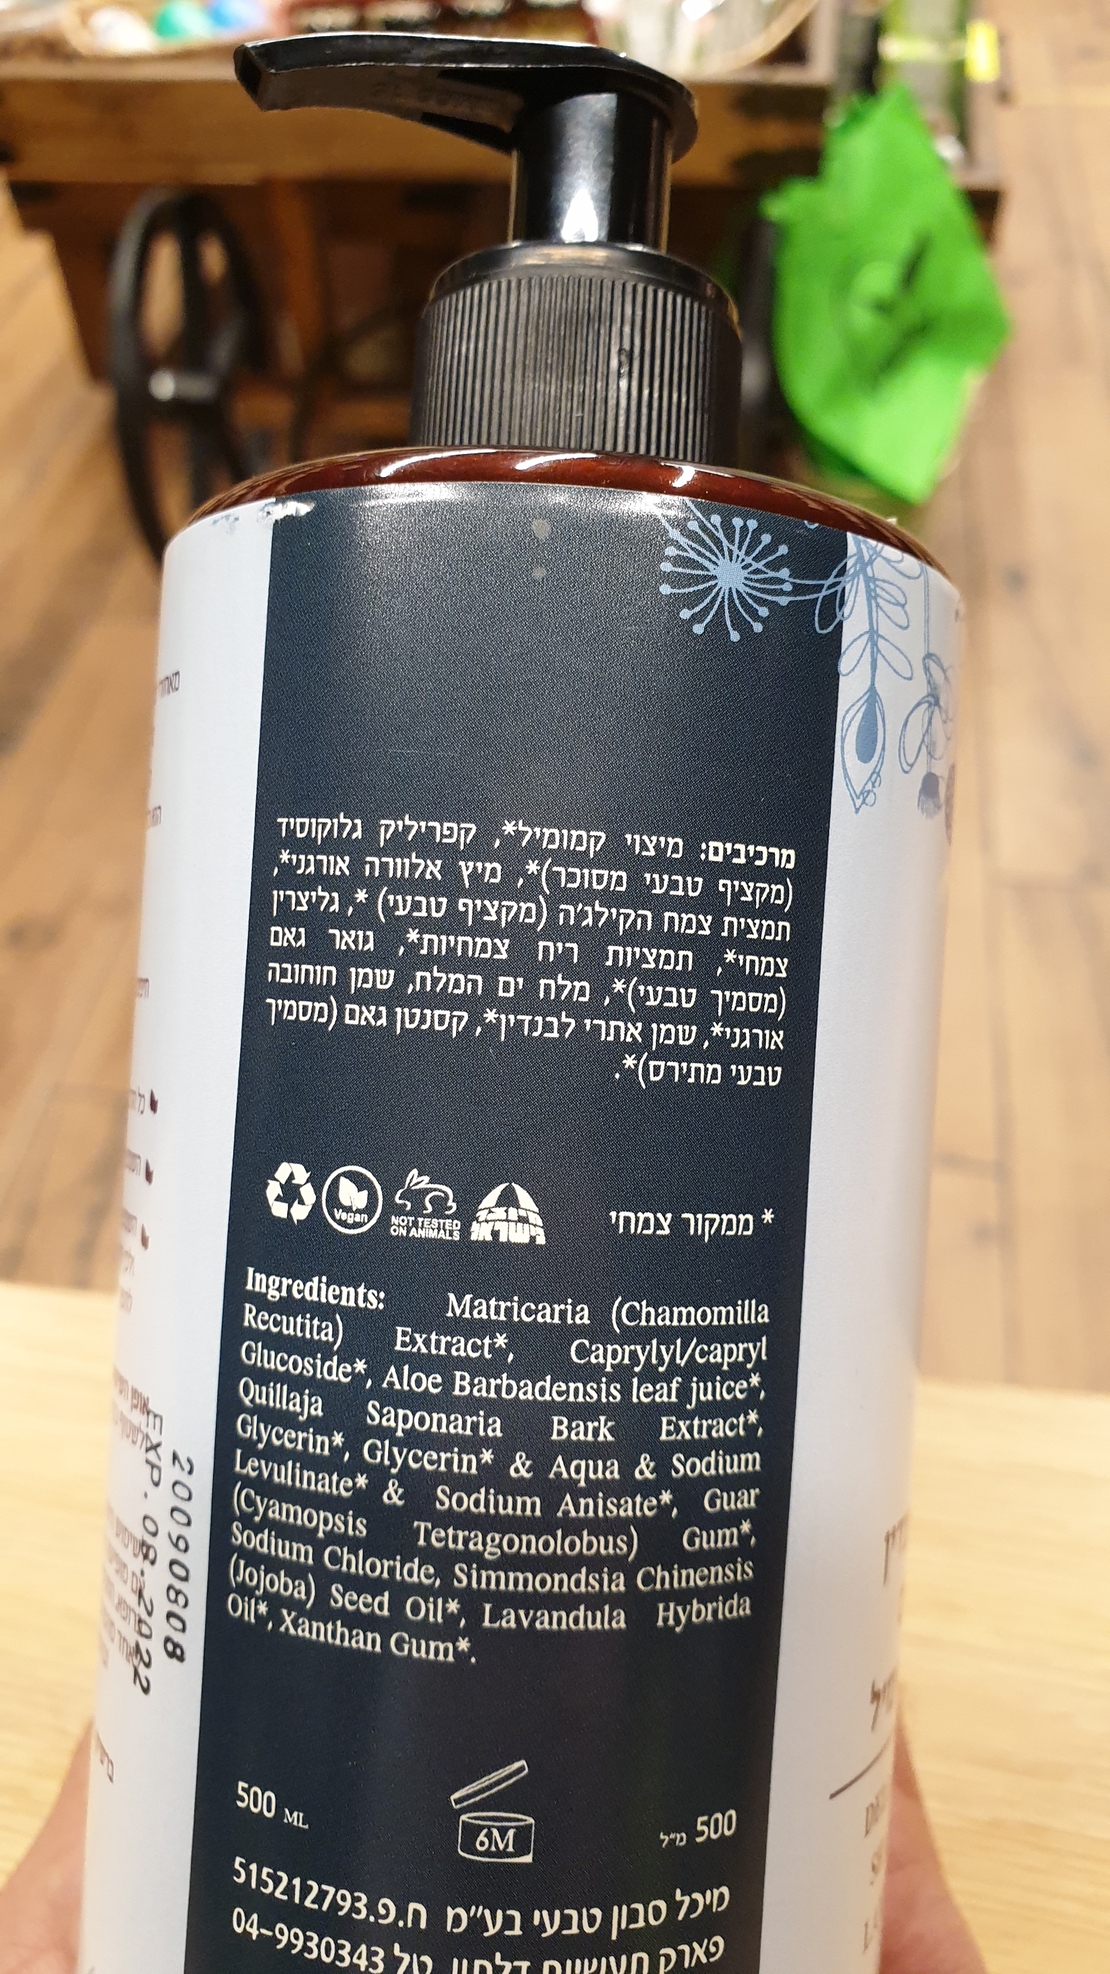 מרכיבים: מיצוי קמומיל*, קפריליק גלוקוסיד
(מקציף טבעי מסוכר)*, מיץ אלוורה אורגני*,
תמצית צמח הקילג'ה (מקציף טבעי) *, גליצרין
צמחי*, תמציות ריח צמחיות*, גואר גאם
(מסמיך טבעי)*, מלח ים המלח, שמן חוחובה
אורגני*, שמן אתרי לבנדין*, קסנטן גאם (מסמיך
טבעי מתירס)*.
* ממקור צמחי
NOT TESTED
ON ANIMALS
Vegan
Ingredients: Matricaria (Chamomilla
Recutita) Extract*, Caprylyl/capryl
Glucoside*, Aloe Barbadensis leaf juice*,
Quillaja Saponaria Bark Extract*,
Glycerin*, Glycerin* & Aqua & Sodium
Levulinate* & Sodium Anisate*, Guar
(Cyamopsis Tetragonolobus) Gum*,
Sodium Chloride, Simmondsia Chinensis
(Jojoba) Seed Oil*, Lavandula Hybrida
Oil*, Xanthan Gum*.
500 ML
6M
500 מ"ל
מיכל סבון טבעי בע"מ ח.פ.515212793
פארק תעשיות דלתון, טל 04-9930343
20090808
EXP. 08.2022